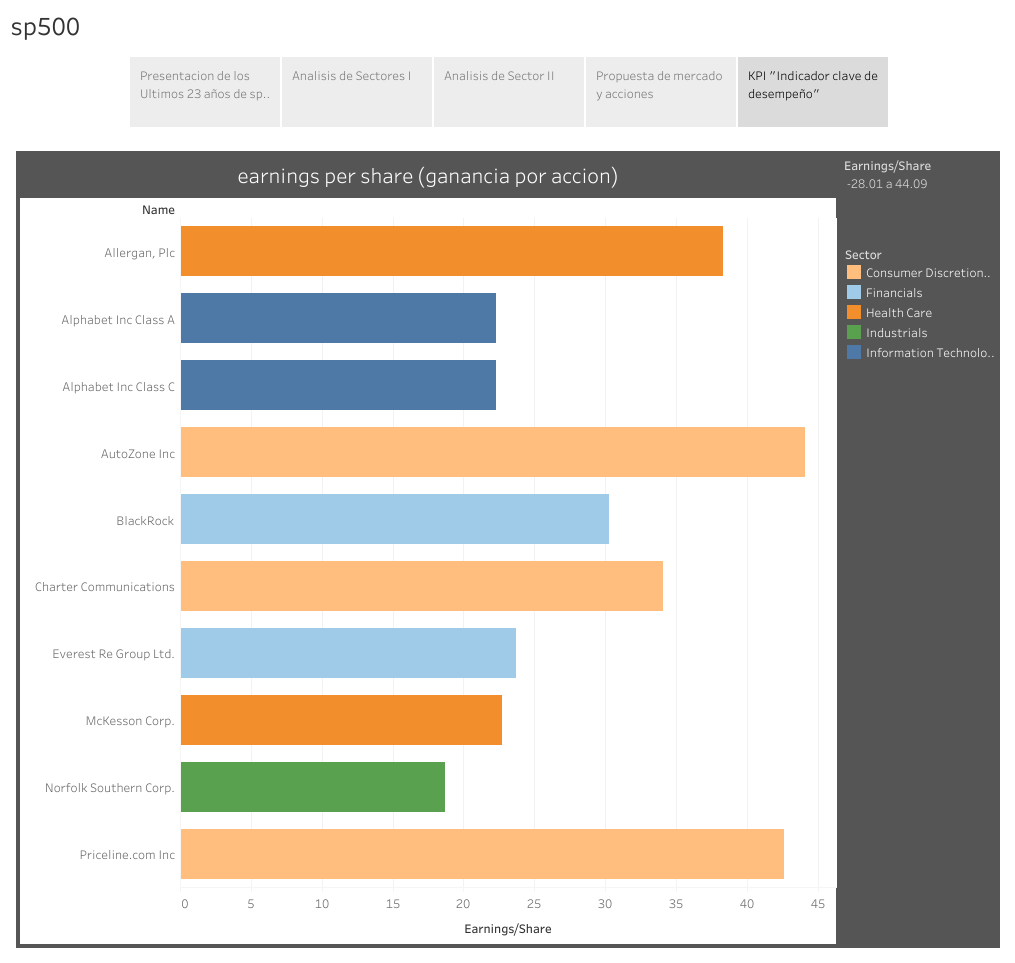 sp500
Presentacion de los
Ultimos 23 años de sp..
Analisis de Sectores I
Analisis de Sector II
Propuesta de mercado
y acciones
KPI "Indicador clave de
desempeño"
earnings per share (ganancia por accion)
Earnings/Share
-28.01 a 44.09
Name
Allergan, Plc
Alphabet Inc Class A
Alphabet Inc Class C
AutoZone Inc
BlackRock
Charter Communications
Everest Re Group Ltd.
McKesson Corp.
Norfolk Southern Corp.
Priceline.com Inc
0 5 10 15 20 25 30 35 40 45
Earnings/Share
Sector
Consumer Discretion..
Financials
Health Care
Industrials
Information Technolo..